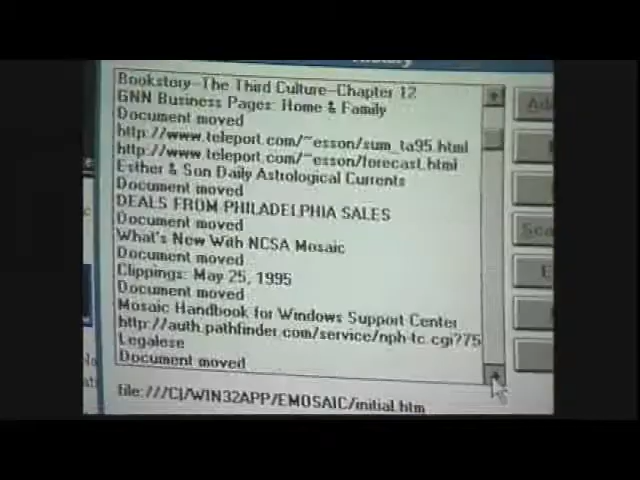 History
Bookstory--The Third Culture--Chapter 12
GNN Business Pages: Home & Family
Document moved
http://www.teleport.com/~esson/sum_ta95.html
http://www.teleport.com/~esson/forecast.html
Esther & Son Daily Astrological Currents
Document moved
DEALS FROM PHILADELPHIA SALES
Document moved
What's New With NCSA Mosaic
Document moved
Clippings: May 25, 1995
Document moved
Mosaic Handbook for Windows Support Center
http://auth.pathfinder.com/service/nph-tc.cgi?75
Legalese
Document moved
file:///C|/WIN32APP/EMOSAIC/initial.htm